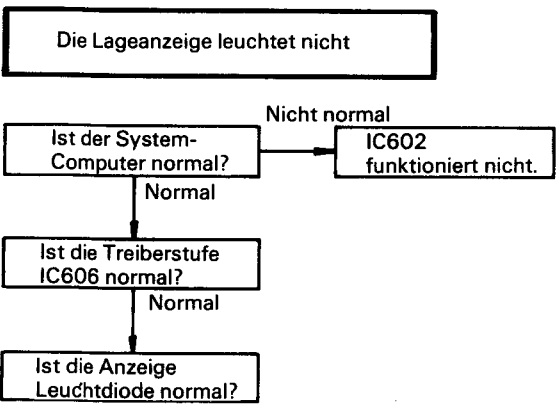 Die Lageanzeige leuchtet nicht
Nicht normal
Ist der System-
Computer normal?
IC602
funktioniert nicht.
Normal
Ist die Treiberstufe
IC606 normal?
Normal
Ist die Anzeige
Leuchtdiode normal?